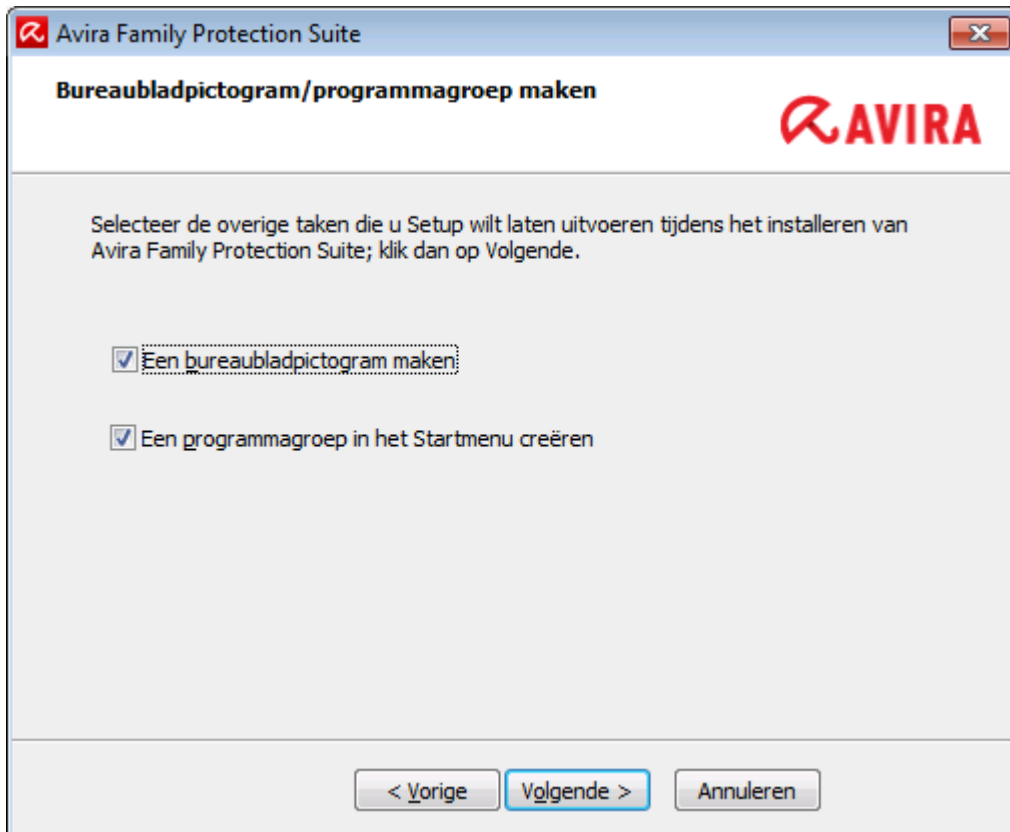 Avira Family Protection Suite
Bureaubladpictogram/programmagroep maken
AVIRA
Selecteer de overige taken die u Setup wilt laten uitvoeren tijdens het installeren van
Avira Family Protection Suite; klik dan op Volgende.
Een bureaubladpictogram maken
Een programmagroep in het Startmenu creëren
< Vorige
Volgende >
Annuleren